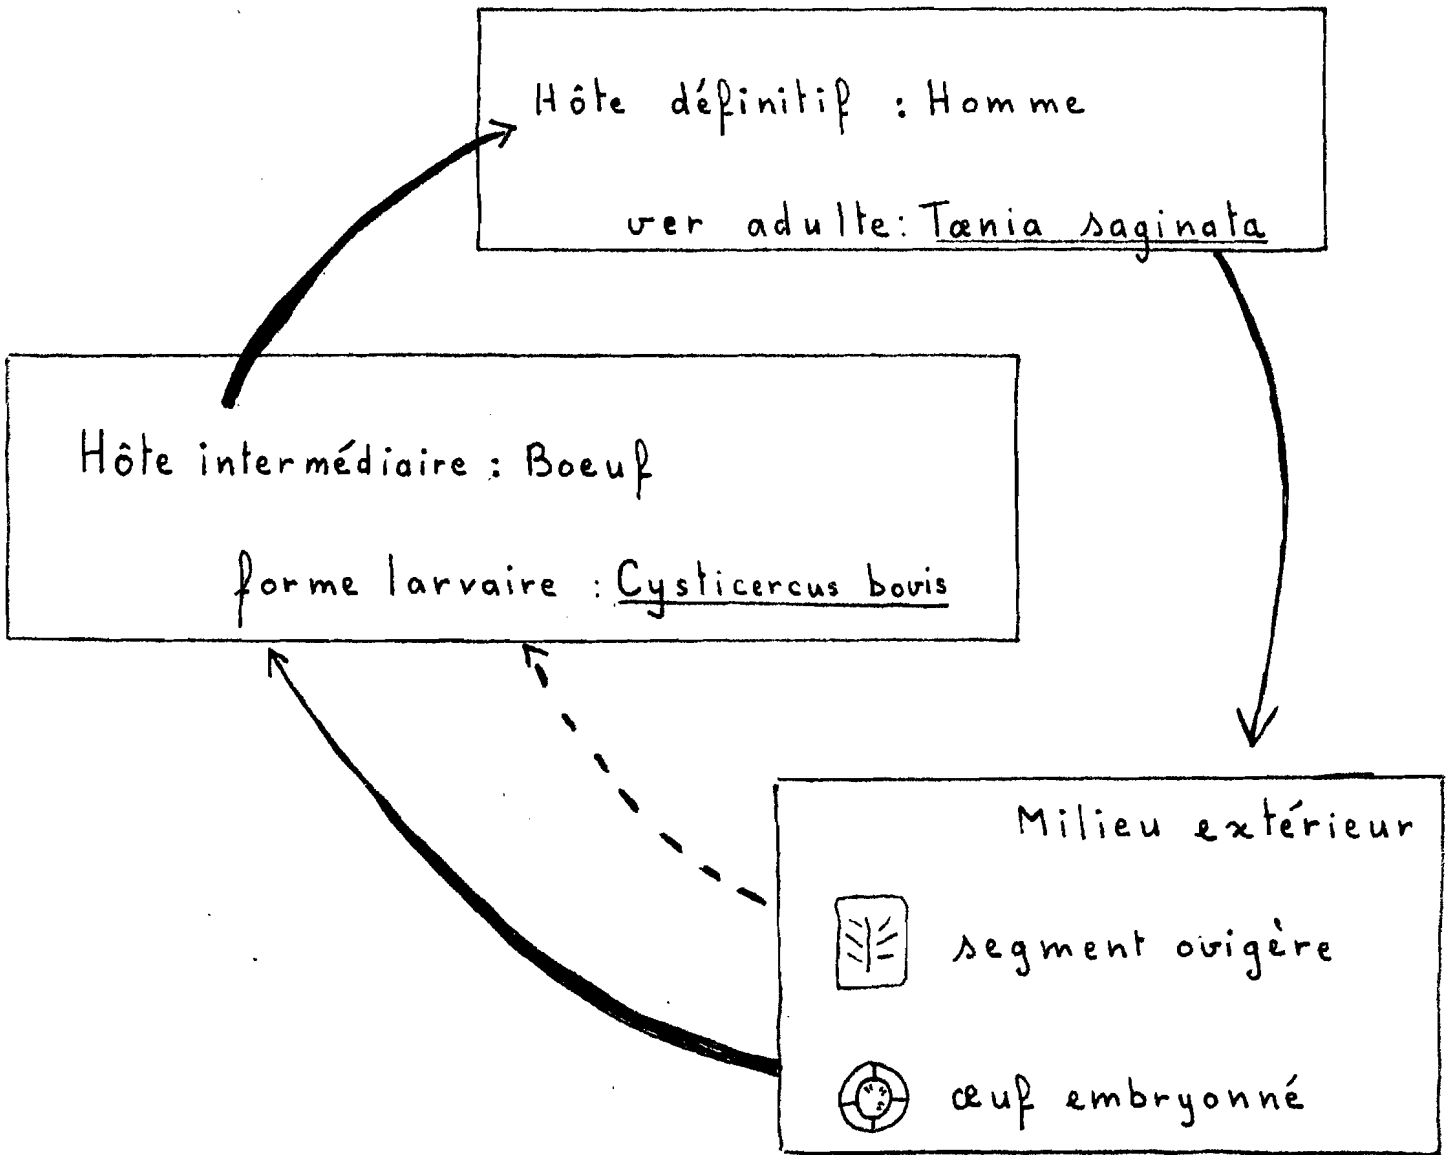 Hôte définitif : Homme
ver adulte : Tænia saginata
Hôte intermédiaire : Boeuf
forme larvaire : Cysticercus bovis
Milieu extérieur
segment ovigère
œuf embryonné